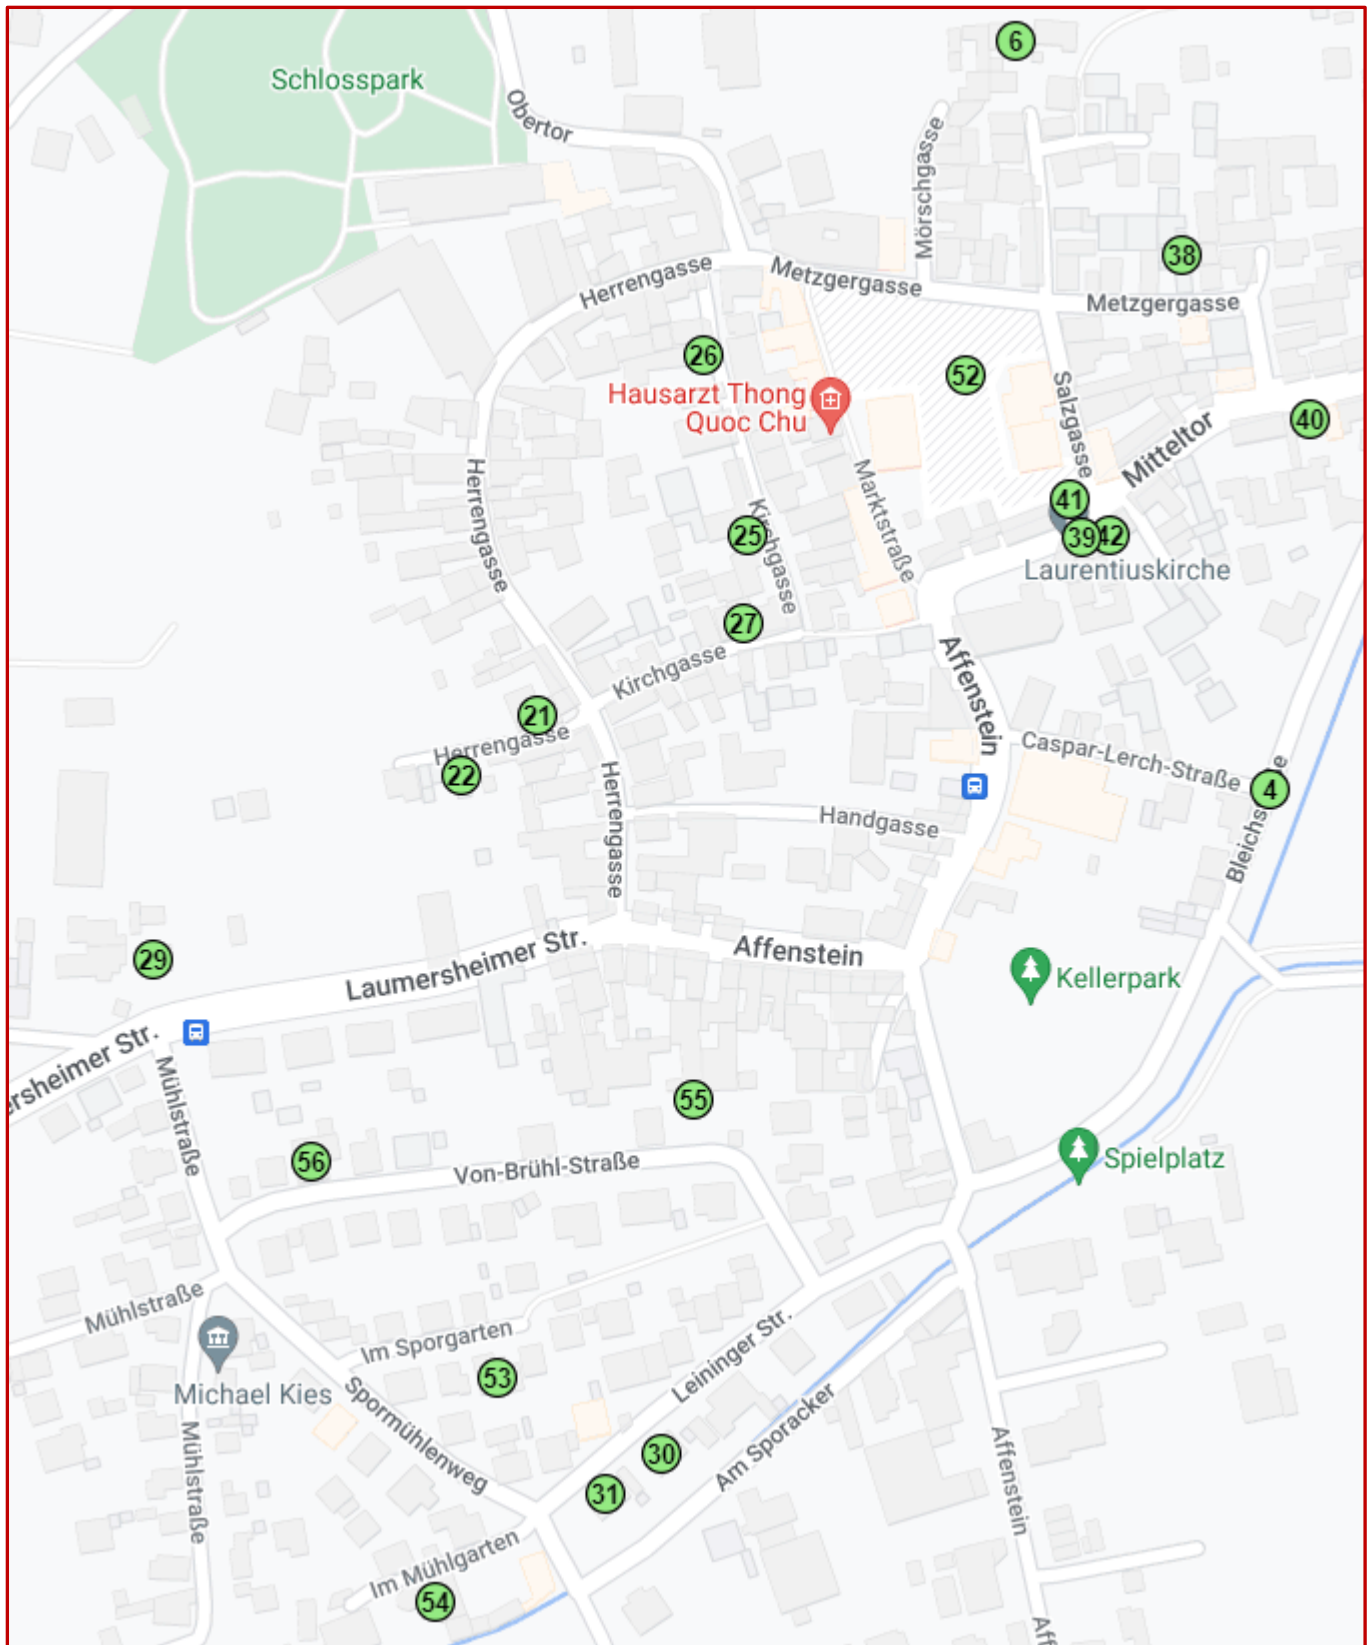 6
Schlosspark
Obertor
Mörschgasse
38
Herrengasse
Metzgergasse
Metzgergasse
26
52
Hausarzt Thong
Quoc Chu
Salzgasse
40
Mitteltor
Herrengasse
Marktstraße
41
Kirchgasse
25
39
42
Laurentiuskirche
27
Kirchgasse
Affenstein
21
Herrengasse
22
Caspar-Lerch-Straße
4
Herrengasse
Handgasse
29
Laumersheimer Str.
Affenstein
Kellerpark
ersheimer Str.
Mühlstraße
55
56
Von-Brühl-Straße
Spielplatz
Mühlstraße
Im Sporgarten
Leininger Str.
53
Michael Kies
Spormühlenweg
Am Sporacker
30
31
Mühlstraße
Affenstein
Im Mühlgarten
54